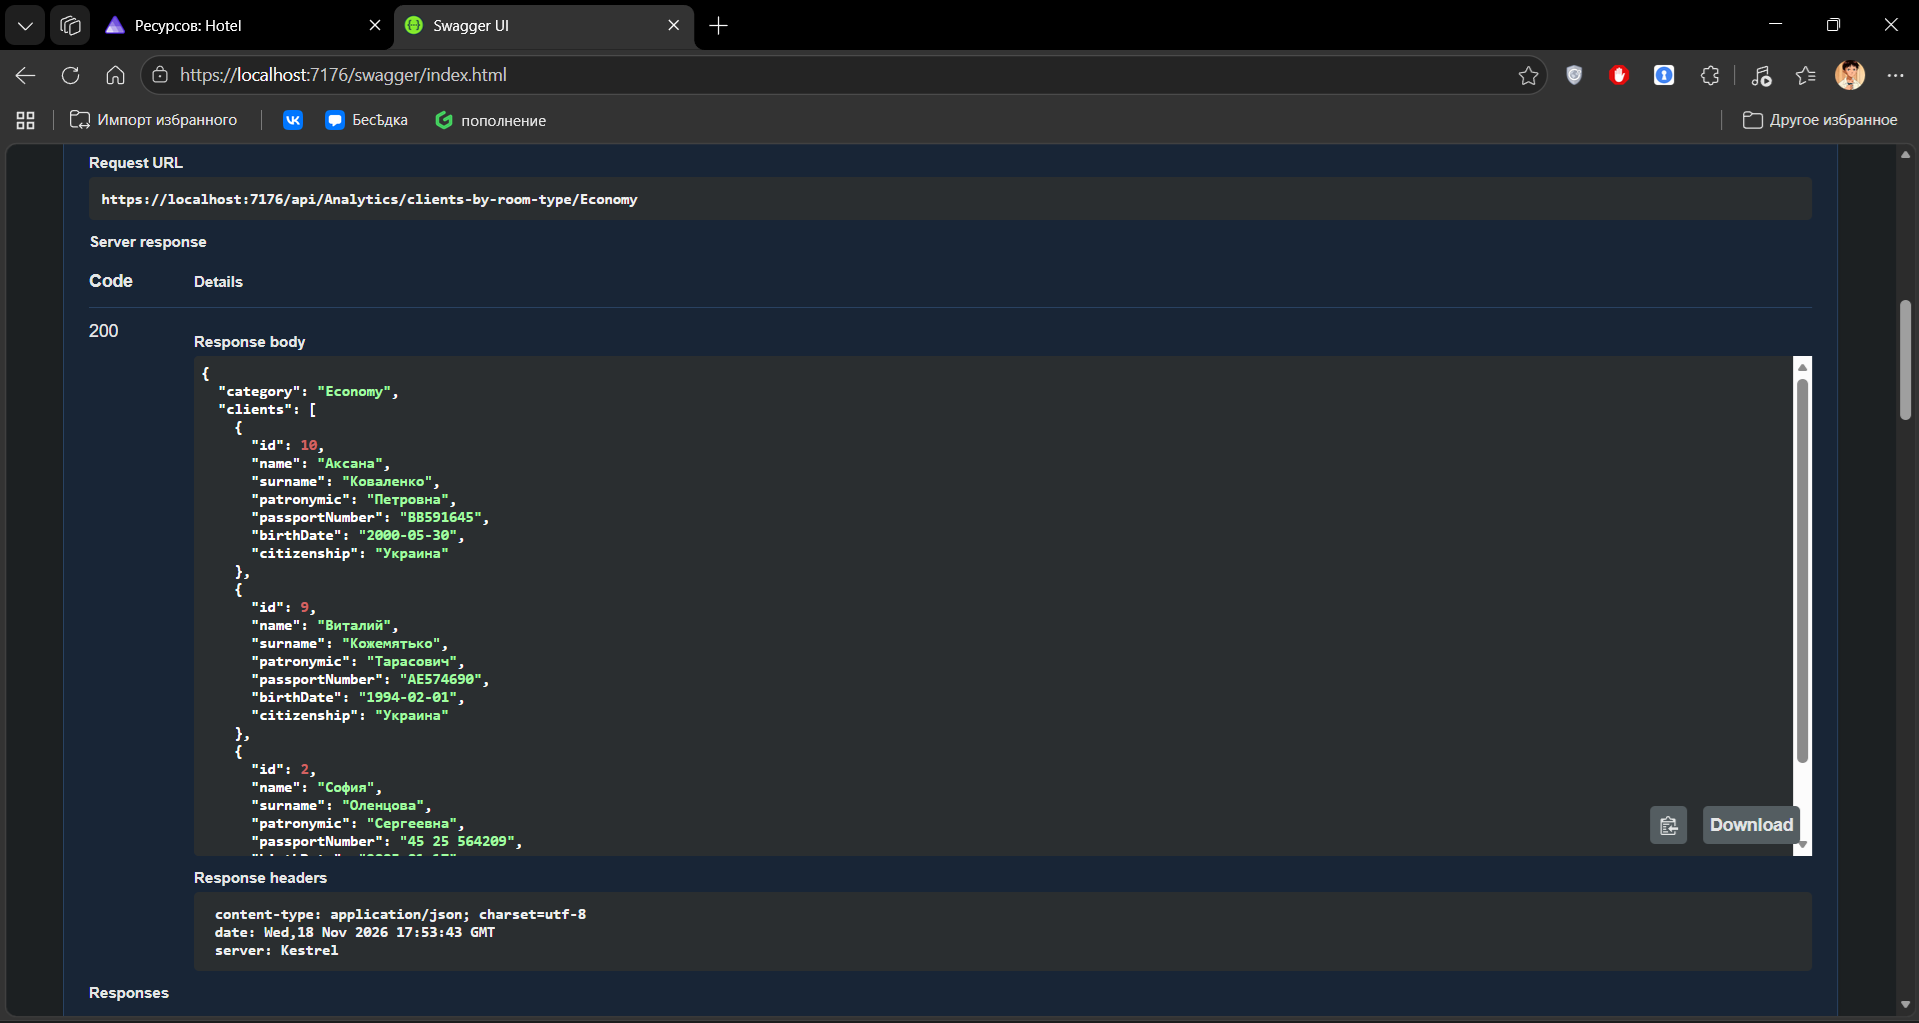 Ресурсов: Hotel
Swagger UI
https://localhost:7176/swagger/index.html
Импорт избранного
Бесѣдка
пополнение
Другое избранное
Request URL
https://localhost:7176/api/Analytics/clients-by-room-type/Economy
Server response
Code
Details
200
Response body
{
"category": "Economy",
"clients": [
{
"id": 10,
"name": "Аксана",
"surname": "Коваленко",
"patronymic": "Петровна",
"passportNumber": "BB591645",
"birthDate": "2000-05-30",
"citizenship": "Украина"
},
{
"id": 9,
"name": "Виталий",
"surname": "Кожемятько",
"patronymic": "Тарасович",
"passportNumber": "AE574690",
"birthDate": "1994-02-01",
"citizenship": "Украина"
},
{
"id": 2,
"name": "София",
"surname": "Оленцова",
"patronymic": "Сергеевна",
"passportNumber": "45 25 564209",
Download
Response headers
content-type: application/json; charset=utf-8
date: Wed,18 Nov 2026 17:53:43 GMT
server: Kestrel
Responses